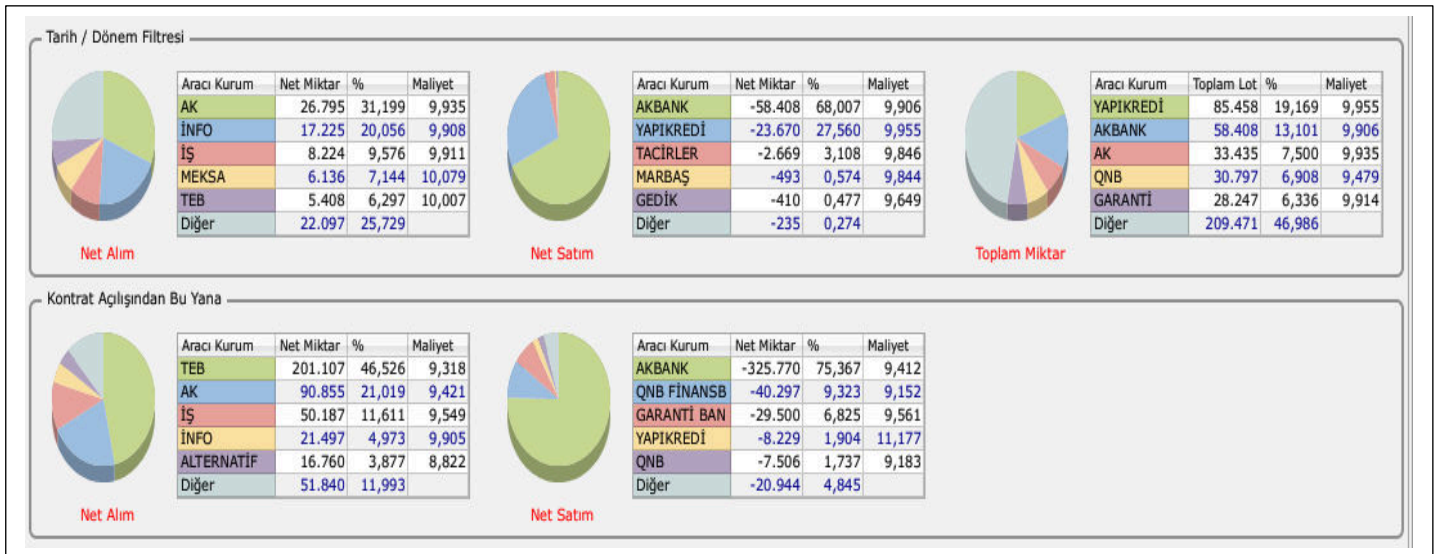 Tarih / Dönem Filtresi
Aracı Kurum Net Miktar % Maliyet
AK 26.795 31,199 9,935
İNFO 17.225 20,056 9,908
İŞ 8.224 9,576 9,911
MEKSA 6.136 7,144 10,079
TEB 5.408 6,297 10,007
Diğer 22.097 25,729
Net Alım
Aracı Kurum Net Miktar % Maliyet
AKBANK -58.408 68,007 9,906
YAPIKREDİ -23.670 27,560 9,955
TACİRLER -2.669 3,108 9,846
MARBAŞ -493 0,574 9,844
GEDİK -410 0,477 9,649
Diğer -235 0,274
Net Satım
Aracı Kurum Toplam Lot % Maliyet
YAPIKREDİ 85.458 19,169 9,955
AKBANK 58.408 13,101 9,906
AK 33.435 7,500 9,935
QNB 30.797 6,908 9,479
GARANTİ 28.247 6,336 9,914
Diğer 209.471 46,986
Toplam Miktar
Kontrat Açılışından Bu Yana
Aracı Kurum Net Miktar % Maliyet
TEB 201.107 46,526 9,318
AK 90.855 21,019 9,421
İŞ 50.187 11,611 9,549
İNFO 21.497 4,973 9,905
ALTERNATİF 16.760 3,877 8,822
Diğer 51.840 11,993
Net Alım
Aracı Kurum Net Miktar % Maliyet
AKBANK -325.770 75,367 9,412
QNB FİNANSB -40.297 9,323 9,152
GARANTİ BAN -29.500 6,825 9,561
YAPIKREDİ -8.229 1,904 11,177
QNB -7.506 1,737 9,183
Diğer -20.944 4,845
Net Satım